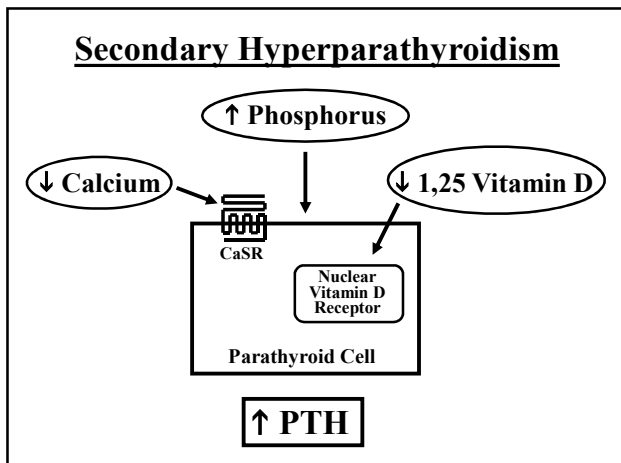 Secondary Hyperparathyroidism
↑ Phosphorus
↓ Calcium
↓ 1,25 Vitamin D
CaSR
Nuclear
Vitamin D
Receptor
Parathyroid Cell
↑ PTH